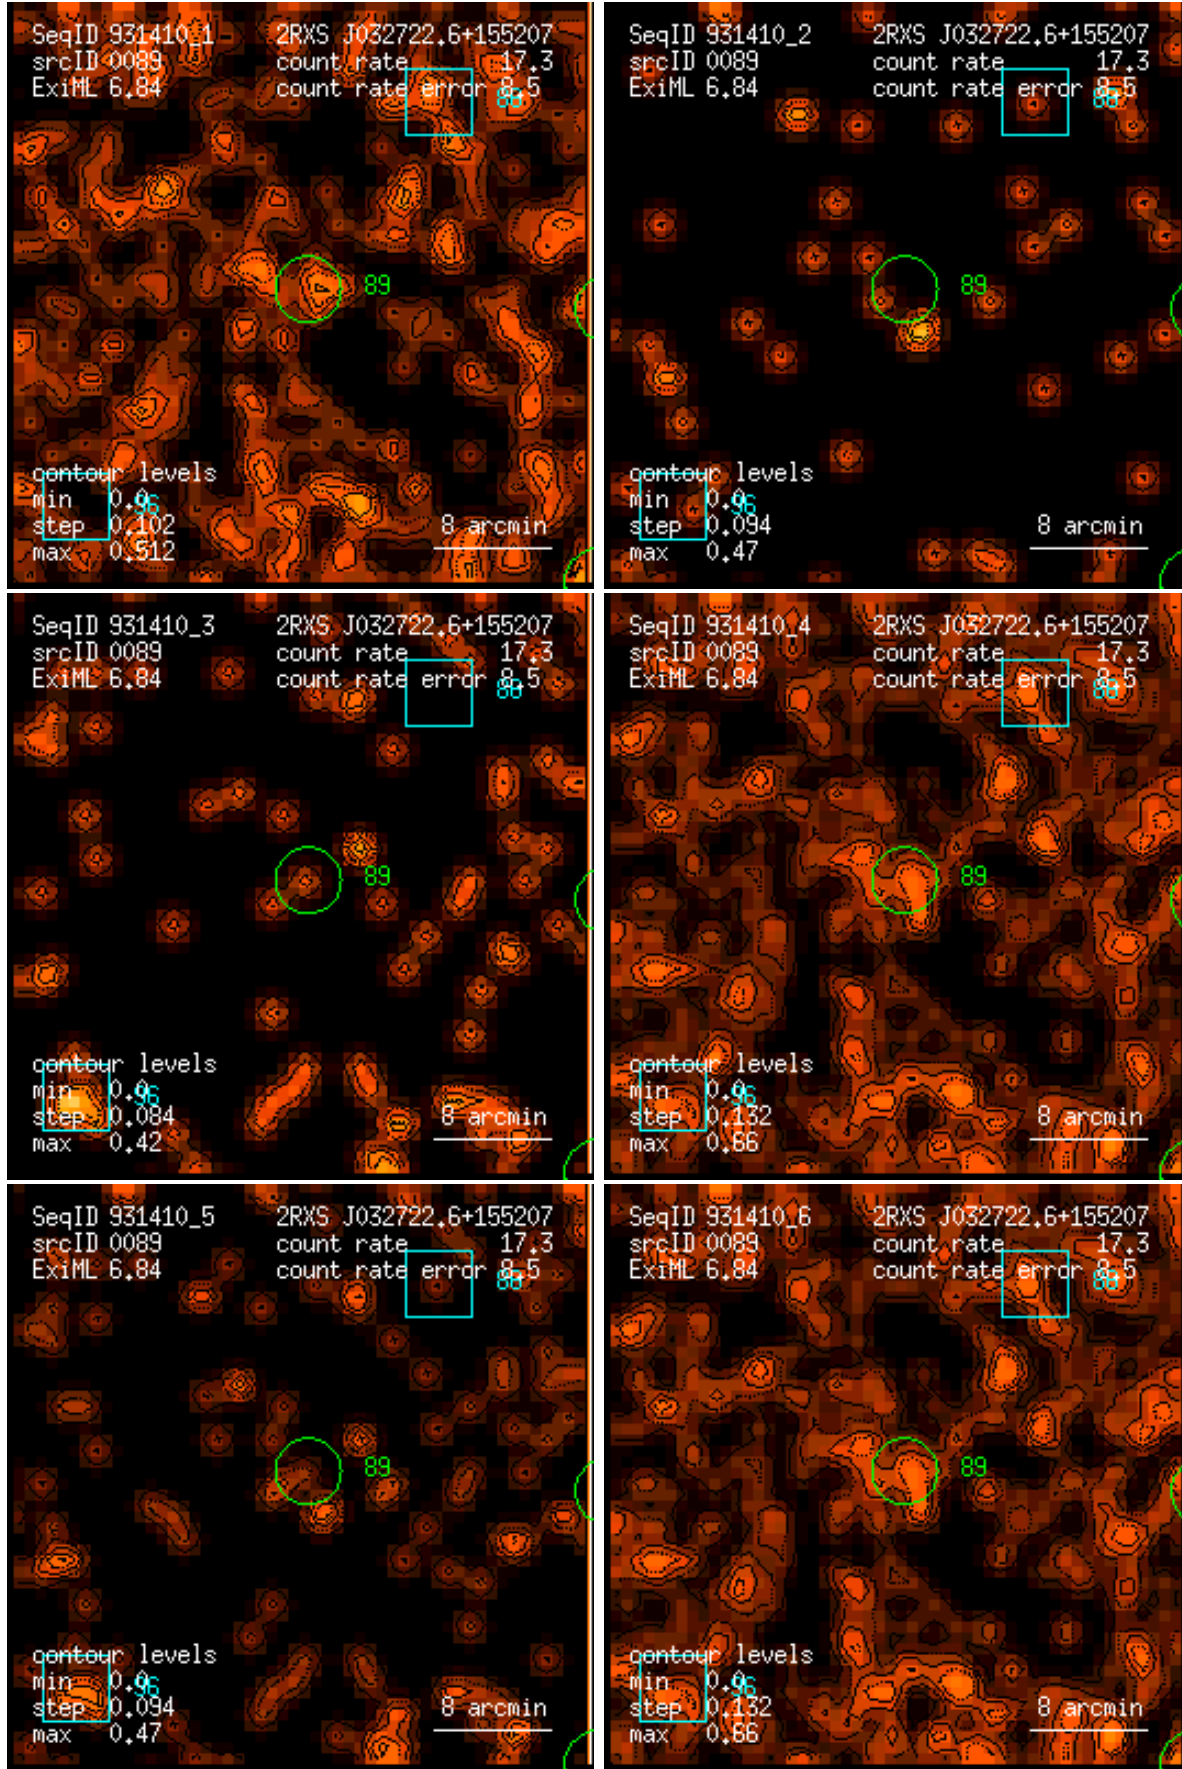 SeqID 931410_1 2RXS J032722.6+155207
srcID 0089 count rate 17.3
ExiML 6.84 count rate error 8.5
89
contour levels
min 0.0 96
step 0.102
max 0.512
8 arcmin
SeqID 931410_2 2RXS J032722.6+155207
srcID 0089 count rate 17.3
ExiML 6.84 count rate error 8.5
89
contour levels
min 0.0 96
step 0.094
max 0.47
8 arcmin
SeqID 931410_3 2RXS J032722.6+155207
srcID 0089 count rate 17.3
ExiML 6.84 count rate error 8.5
89
contour levels
min 0.0 96
step 0.084
max 0.42
8 arcmin
SeqID 931410_4 2RXS J032722.6+155207
srcID 0089 count rate 17.3
ExiML 6.84 count rate error 8.5
89
contour levels
min 0.0 96
step 0.132
max 0.66
8 arcmin
SeqID 931410_5 2RXS J032722.6+155207
srcID 0089 count rate 17.3
ExiML 6.84 count rate error 8.5
89
contour levels
min 0.0 96
step 0.094
max 0.47
8 arcmin
SeqID 931410_6 2RXS J032722.6+155207
srcID 0089 count rate 17.3
ExiML 6.84 count rate error 8.5
89
contour levels
min 0.0 96
step 0.132
max 0.66
8 arcmin